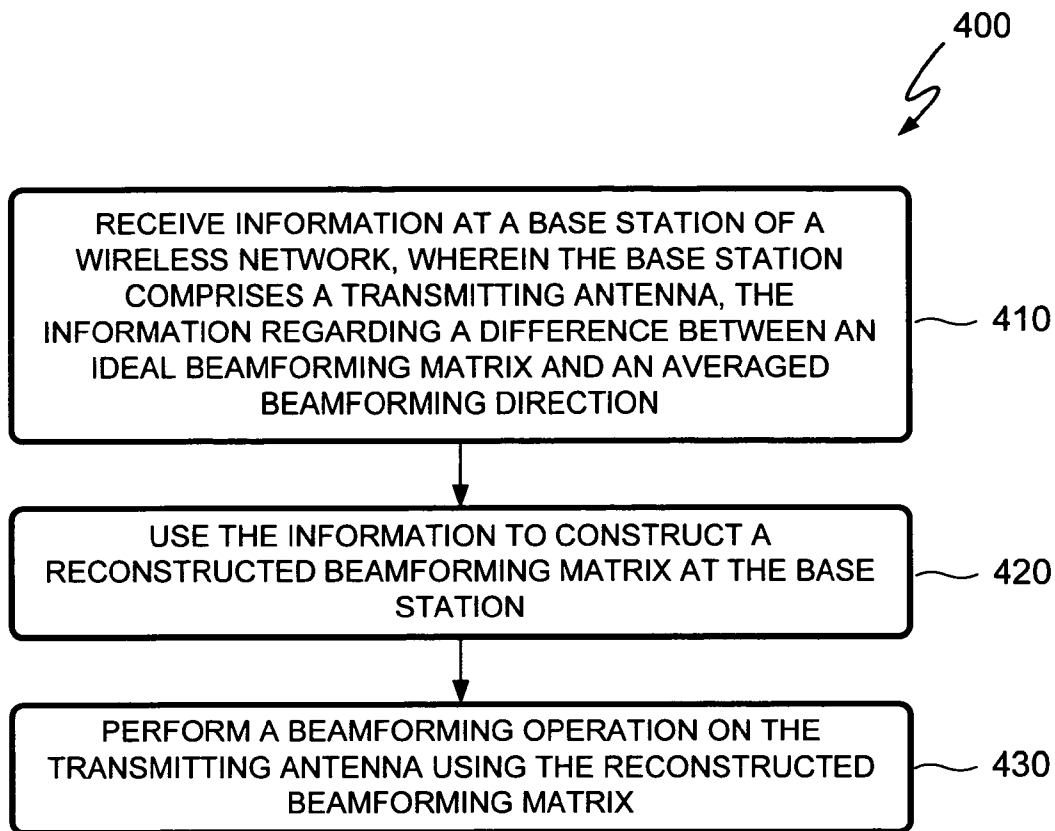 400
RECEIVE INFORMATION AT A BASE STATION OF A
WIRELESS NETWORK, WHEREIN THE BASE STATION
COMPRISES A TRANSMITTING ANTENNA, THE
INFORMATION REGARDING A DIFFERENCE BETWEEN AN
IDEAL BEAMFORMING MATRIX AND AN AVERAGED
BEAMFORMING DIRECTION
410
USE THE INFORMATION TO CONSTRUCT A
RECONSTRUCTED BEAMFORMING MATRIX AT THE BASE
STATION
420
PERFORM A BEAMFORMING OPERATION ON THE
TRANSMITTING ANTENNA USING THE RECONSTRUCTED
BEAMFORMING MATRIX
430